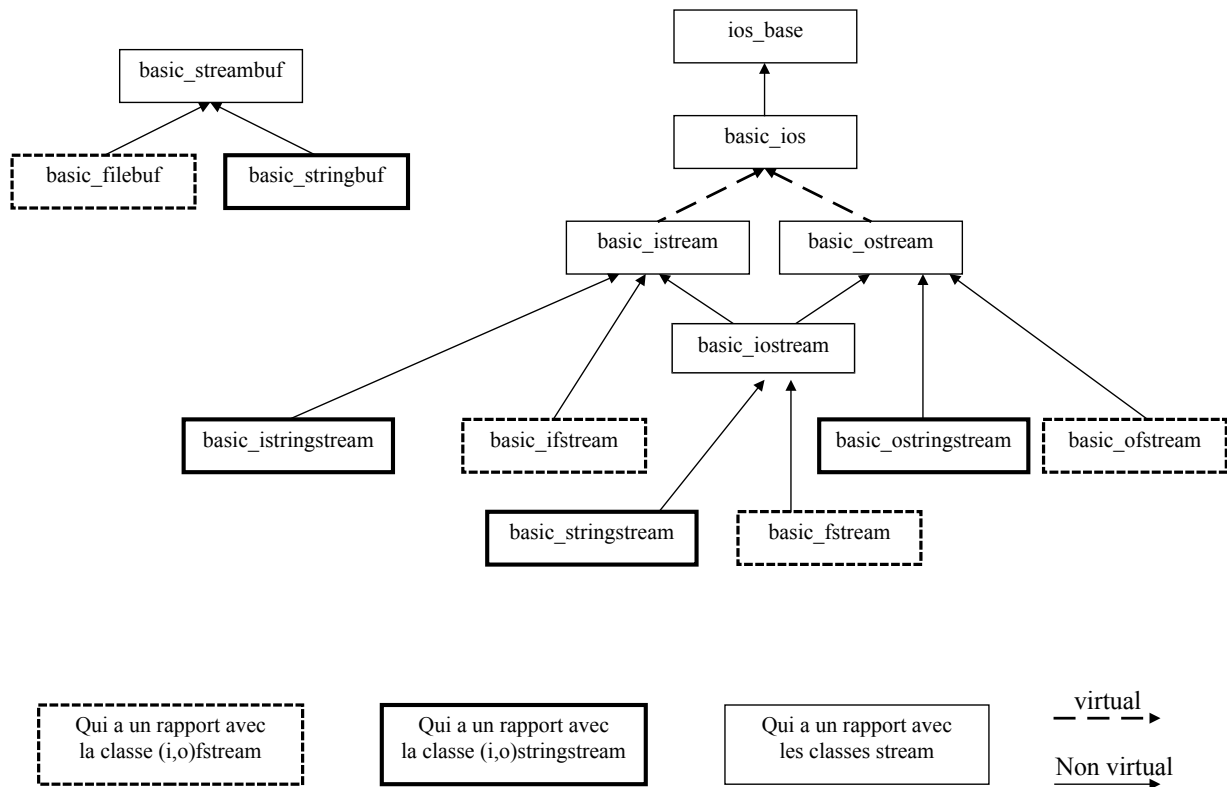 ios_base
basic_streambuf
basic_ios
basic_filebuf
basic_stringbuf
basic_istream
basic_ostream
basic_iostream
basic_istringstream
basic_ifstream
basic_ostringstream
basic_ofstream
basic_stringstream
basic_fstream
Qui a un rapport avec
la classe (i,o)fstream
Qui a un rapport avec
la classe (i,o)stringstream
Qui a un rapport avec
les classes stream
virtual
Non virtual